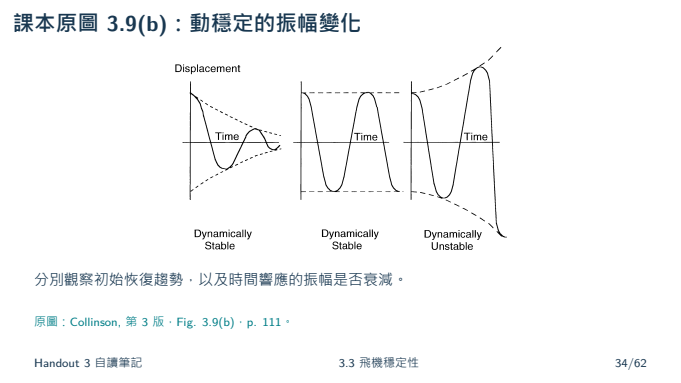 課本原圖 3.9(b)：動穩定的振幅變化
Displacement
Time
Time
Time
Dynamically
Stable
Dynamically
Stable
Dynamically
Unstable
分別觀察初始恢復趨勢，以及時間響應的振幅是否衰減。
原圖：Collinson, 第 3 版，Fig. 3.9(b)，p. 111。
Handout 3 自讀筆記
3.3 飛機穩定性
34/62